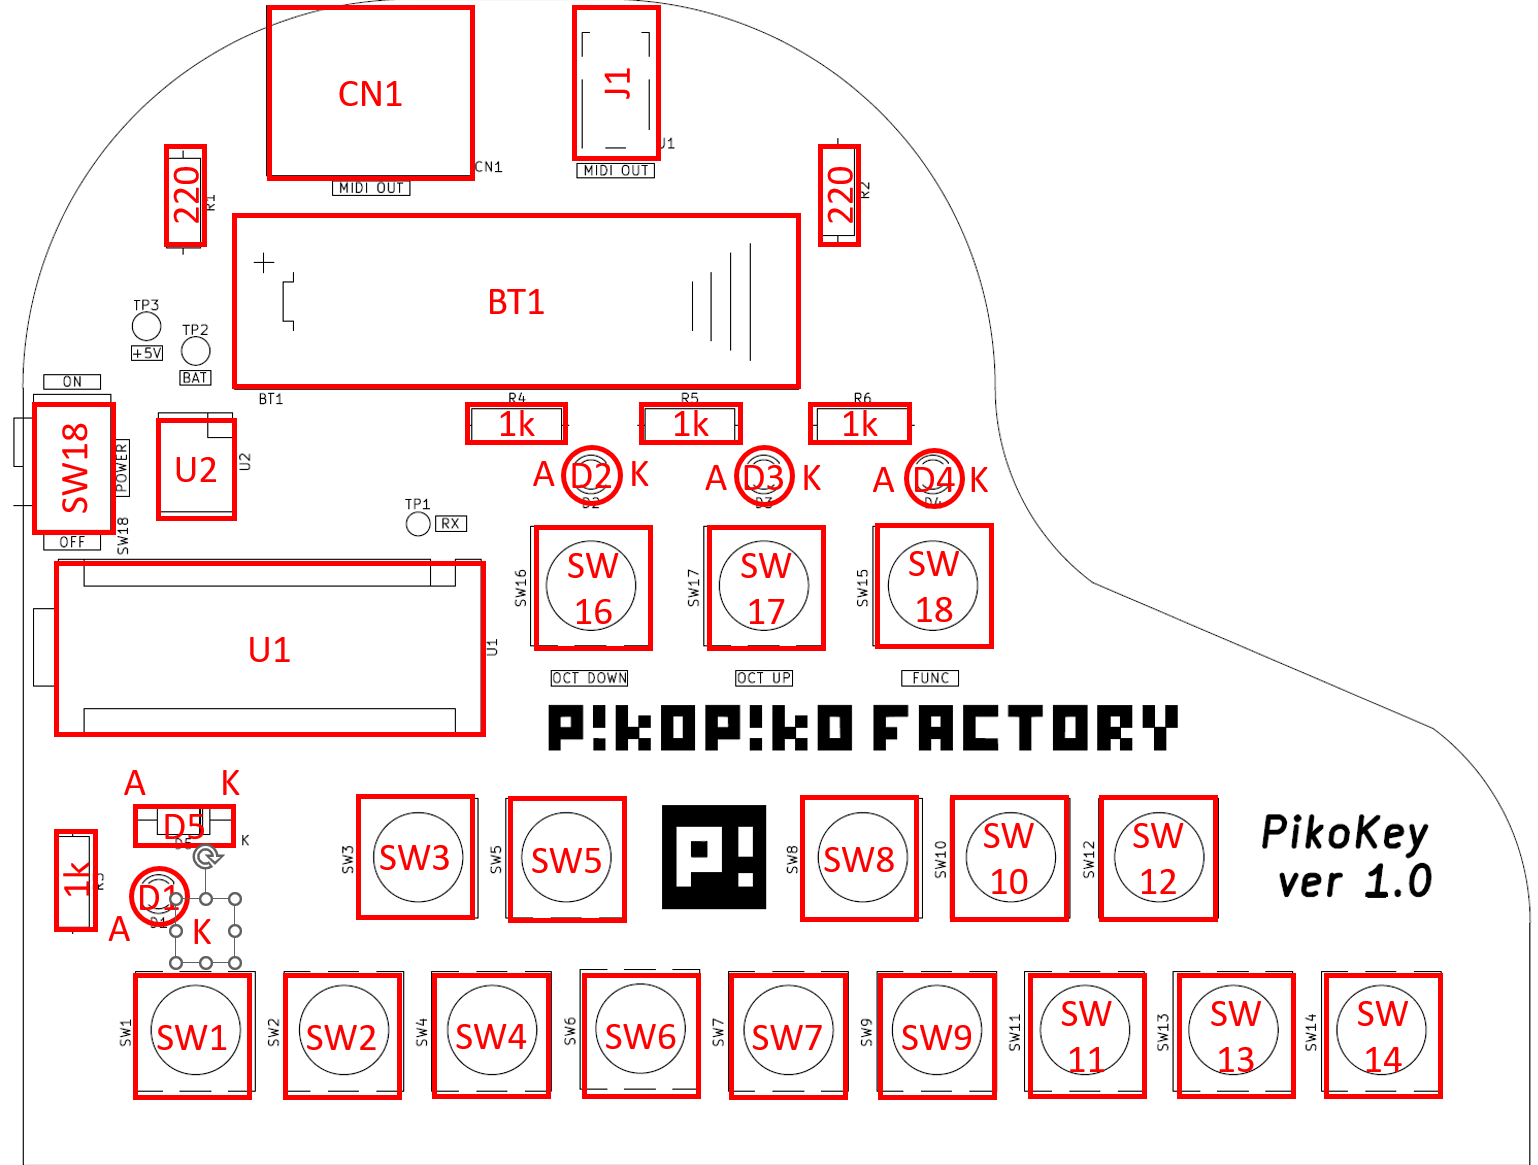 CN1
J1
J1
CN1
MIDI OUT
MIDI OUT
220
R1
220
R2
BT1
TP3
+5V
TP2
BAT
BT1
ON
SW18
POWER
OFF
SW18
U2
U2
R4
1k
R5
1k
R6
1k
A D2 K
D2
A D3 K
D3
A D4 K
D4
TP1
RX
SW16
SW
16
SW17
SW
17
SW15
SW
18
OCT DOWN
OCT UP
FUNC
U1
U1
P!KOP!KO FACTORY
A K
D5
K
1k
D1
D1
A K
SW3
SW3
SW5
SW5
P!
SW8
SW8
SW10
SW
10
SW12
SW
12
PikoKey
ver 1.0
SW1
SW1
SW2
SW2
SW4
SW4
SW6
SW6
SW7
SW7
SW9
SW9
SW11
SW
11
SW13
SW
13
SW14
SW
14